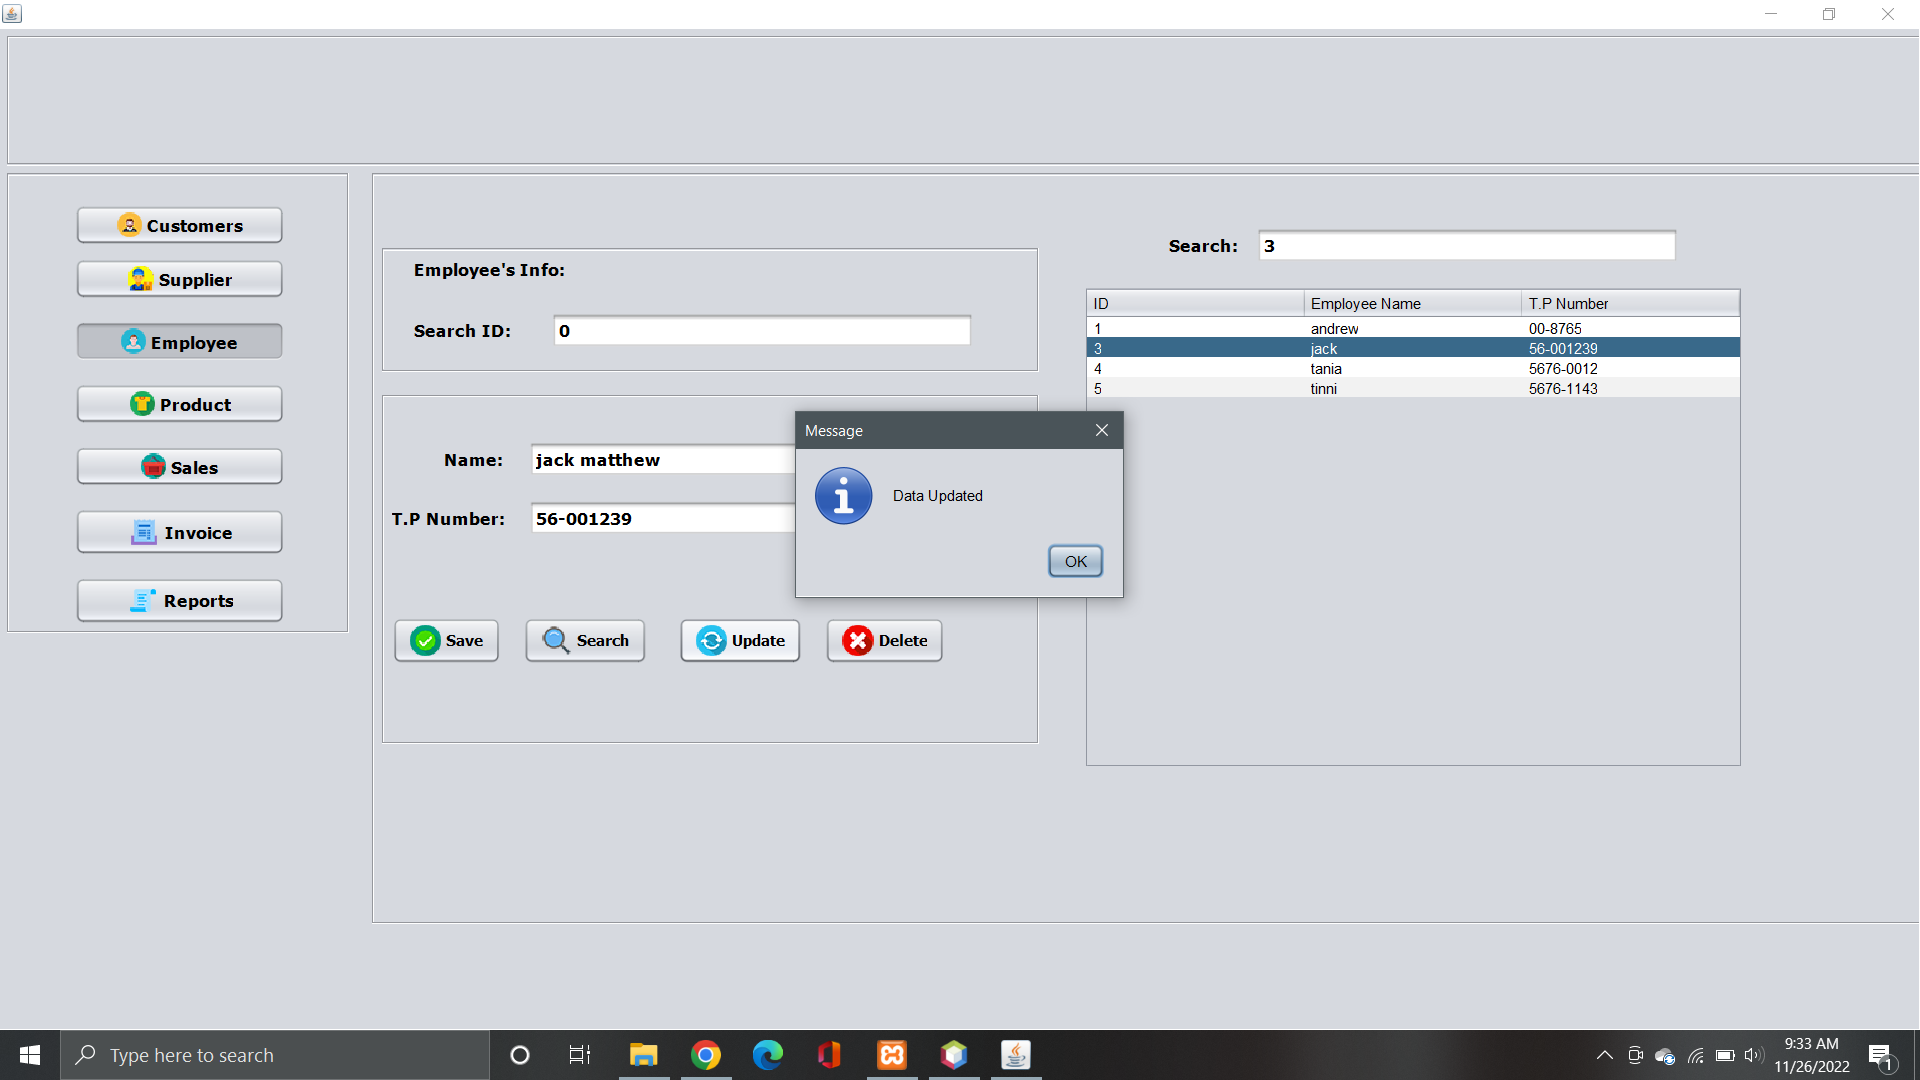 Customers
Supplier
Employee
Product
Sales
Invoice
Reports
Employee's Info:
Search ID: 0
Name: jack matthew
T.P Number: 56-001239
Save Search Update Delete
Search: 3
ID Employee Name T.P Number
1 andrew 00-8765
3 jack 56-001239
4 tania 5676-0012
5 tinni 5676-1143
Message
Data Updated
OK
Type here to search
9:33 AM
11/26/2022
1